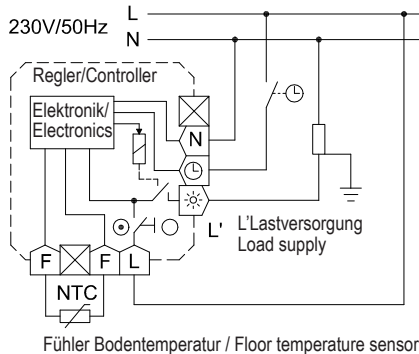 L
230V/50Hz
N
Regler/Controller
Elektronik/
Electronics
N
L'
L'Lastversorgung
Load supply
F
F
L
NTC
Fühler Bodentemperatur / Floor temperature sensor